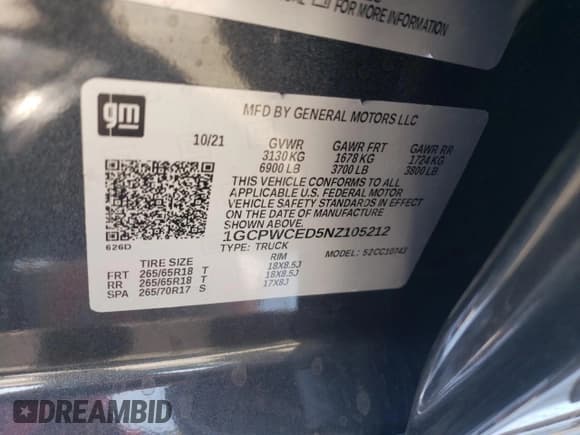 FOR MORE INFORMATION
gm
MFD BY GENERAL MOTORS LLC
10/21
GVWR GAWR FRT GAWR RR
3130 KG 1678 KG 1724 KG
6900 LB 3700 LB 3800 LB
THIS VEHICLE CONFORMS TO ALL
APPLICABLE U.S. FEDERAL MOTOR
VEHICLE SAFETY STANDARDS IN EFFECT
ON THE DATE OF MANUFACTURE SHOWN ABOVE.
1GCPWCED5NZ105212
TYPE: TRUCK MODEL: 52CC10743
626D
TIRE SIZE RIM
FRT 265/65R18 T 18X8.5J
RR 265/65R18 T 18X8.5J
SPA 265/70R17 S 17X8J
DREAMBID